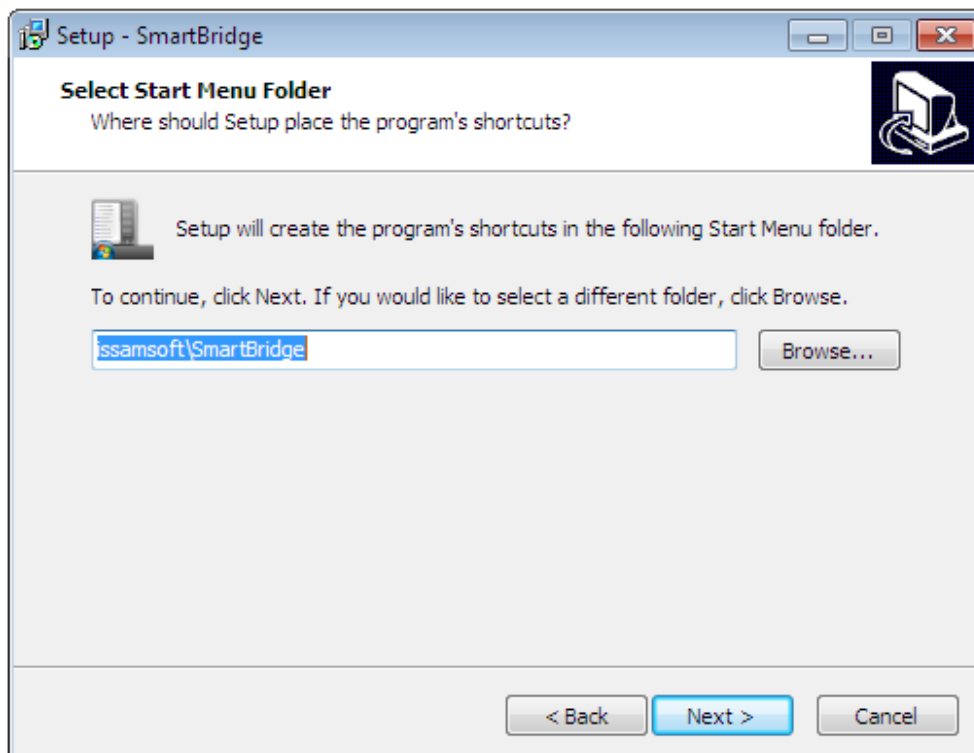 Setup - SmartBridge
Select Start Menu Folder
Where should Setup place the program's shortcuts?
Setup will create the program's shortcuts in the following Start Menu folder.
To continue, click Next. If you would like to select a different folder, click Browse.
issamsoft\SmartBridge
Browse...
< Back
Next >
Cancel